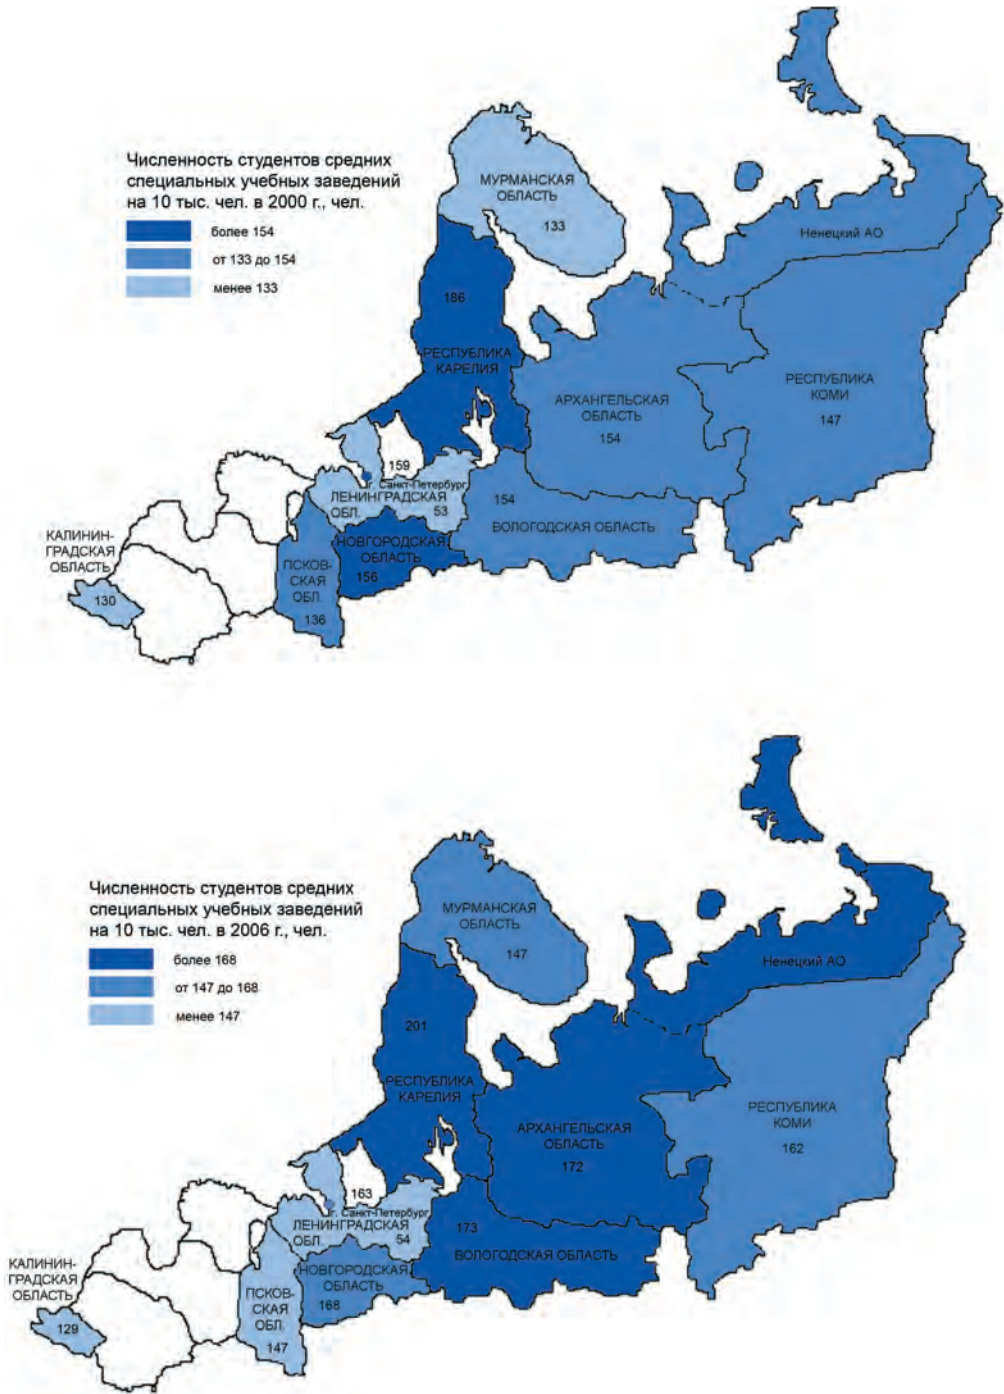 Численность студентов средних
специальных учебных заведений
на 10 тыс. чел. в 2000 г., чел.
более 154
от 133 до 154
менее 133
МУРМАНСКАЯ
ОБЛАСТЬ
133
Ненецкий АО
186
РЕСПУБЛИКА
КАРЕЛИЯ
РЕСПУБЛИКА
КОМИ
147
АРХАНГЕЛЬСКАЯ
ОБЛАСТЬ
154
159
г. Санкт-Петербург
ЛЕНИНГРАДСКАЯ
ОБЛ.
53
154
ВОЛОГОДСКАЯ ОБЛАСТЬ
НОВГОРОДСКАЯ
ОБЛАСТЬ
156
КАЛИНИН-
ГРАДСКАЯ
ОБЛАСТЬ
130
ПСКОВ-
СКАЯ
ОБЛ.
136
Численность студентов средних
специальных учебных заведений
на 10 тыс. чел. в 2006 г., чел.
более 168
от 147 до 168
менее 147
МУРМАНСКАЯ
ОБЛАСТЬ
147
Ненецкий АО
201
РЕСПУБЛИКА
КАРЕЛИЯ
РЕСПУБЛИКА
КОМИ
162
АРХАНГЕЛЬСКАЯ
ОБЛАСТЬ
172
163
г. Санкт-Петербург
ЛЕНИНГРАДСКАЯ
ОБЛ.
54
173
ВОЛОГОДСКАЯ ОБЛАСТЬ
НОВГОРОДСКАЯ
ОБЛАСТЬ
168
КАЛИНИН-
ГРАДСКАЯ
ОБЛАСТЬ
129
ПСКОВ-
СКАЯ
ОБЛ.
147